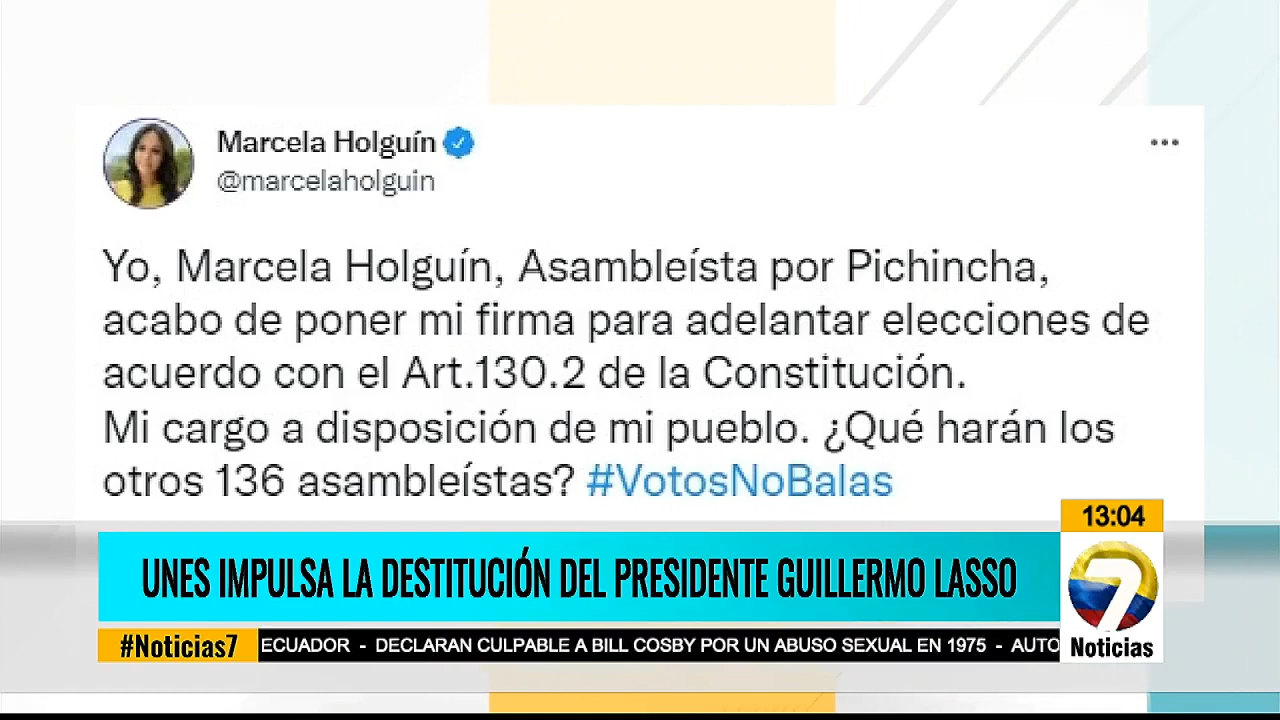 Marcela Holguín
@marcelaholguin
Yo, Marcela Holguín, Asambleísta por Pichincha,
acabo de poner mi firma para adelantar elecciones de
acuerdo con el Art.130.2 de la Constitución.
Mi cargo a disposición de mi pueblo. ¿Qué harán los
otros 136 asambleístas? #VotosNoBalas
13:04
UNES IMPULSA LA DESTITUCIÓN DEL PRESIDENTE GUILLERMO LASSO
7
Noticias
#Noticias7
ECUADOR - DECLARAN CULPABLE A BILL COSBY POR UN ABUSO SEXUAL EN 1975 - AUTO